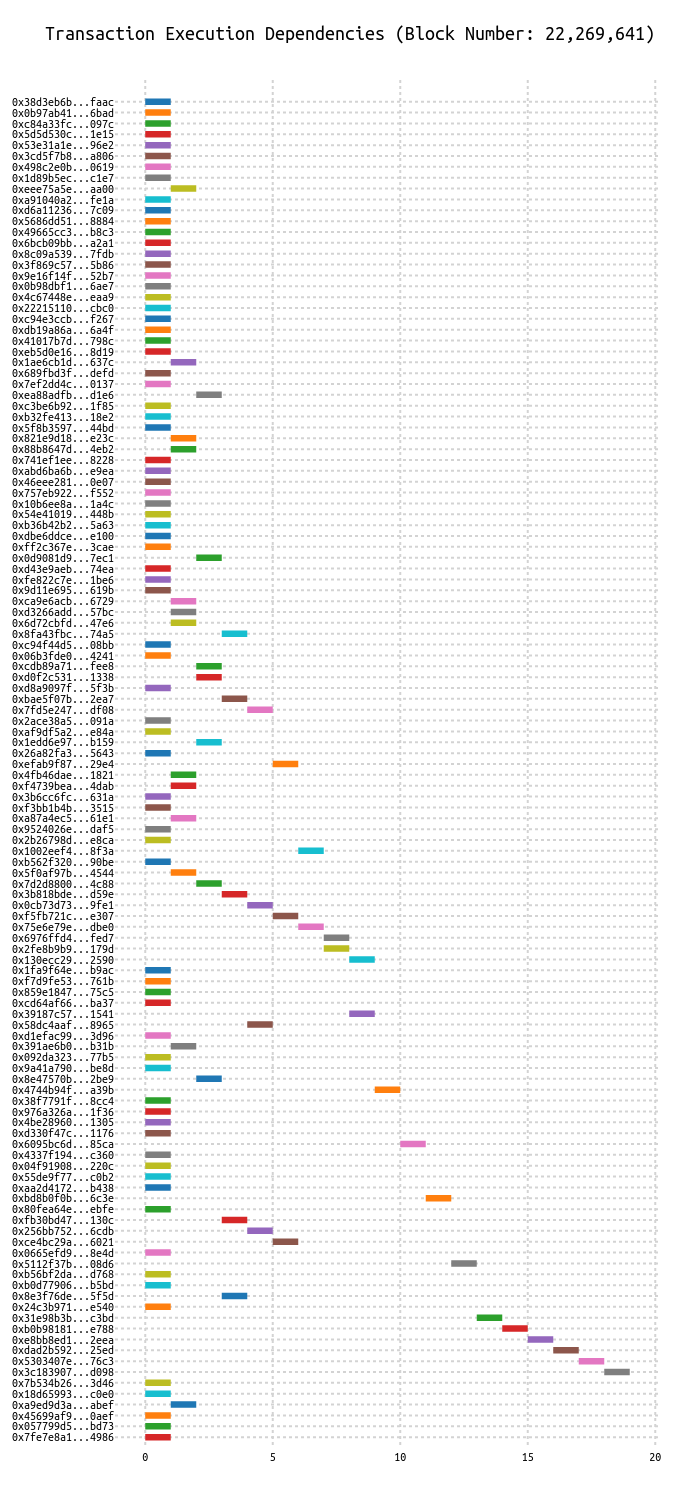 Transaction Execution Dependencies (Block Number: 22,269,641)
0x38d3eb6b...faac
0x0b97ab41...6bad
0xc84a33fc...097c
0x5d5d530c...1e15
0x53e31a1e...96e2
0x3cd5f7b8...a806
0x498c2e0b...0619
0x1d89b5ec...c1e7
0xeee75a5e...aa00
0xa91040a2...fe1a
0xd6a11236...7c09
0x5686dd51...8884
0x49665cc3...b8c3
0x6bcb09bb...a2a1
0x8c09a539...7fdb
0x3f869c57...5b86
0x9e16f14f...52b7
0x0b98dbf1...6ae7
0x4c67448e...eaa9
0x22215110...cbc0
0xc94e3ccb...f267
0xdb19a86a...6a4f
0x41017b7d...798c
0xeb5d0e16...8d19
0x1ae6cb1d...637c
0x689fbd3f...defd
0x7ef2dd4c...0137
0xea88adfb...d1e6
0xc3be6b92...1f85
0xb32fe413...18e2
0x5f8b3597...44bd
0x821e9d18...e23c
0x88b8647d...4eb2
0x741ef1ee...8228
0xabd6ba6b...e9ea
0x46eee281...0e07
0x757eb922...f552
0x10b6ee8a...1a4c
0x54e41019...448b
0xb36b42b2...5a63
0xdbe6ddce...e100
0xff2c367e...3cae
0x0d9081d9...7ec1
0xd43e9aeb...74ea
0xfe822c7e...1be6
0x9d11e695...619b
0xca9e6acb...6729
0xd3266add...57bc
0x6d72cbfd...47e6
0x8fa43fbc...74a5
0xc94f44d5...08bb
0x06b3fde0...4241
0xcdb89a71...fee8
0xd0f2c531...1338
0xd8a9097f...5f3b
0xbae5f07b...2ea7
0x7fd5e247...df08
0x2ace38a5...091a
0xaf9df5a2...e84a
0x1edd6e97...b159
0x26a82fa3...5643
0xefab9f87...29e4
0x4fb46dae...1821
0xf4739bea...4dab
0x3b6cc6fc...631a
0xf3bb1b4b...3515
0xa87a4ec5...61e1
0x9524026e...daf5
0x2b26798d...e8ca
0x1002eef4...8f3a
0xb562f320...90be
0x5f0af97b...4544
0x7d2d8800...4c88
0x3b818bde...d59e
0x0cb73d73...9fe1
0xf5fb721c...e307
0x75e6e79e...dbe0
0x6976ffd4...fed7
0x2fe8b9b9...179d
0x130ecc29...2590
0x1fa9f64e...b9ac
0xf7d9fe53...761b
0x859e1847...75c5
0xcd64af66...ba37
0x39187c57...1541
0x58dc4aaf...8965
0xd1efac99...3d96
0x391ae6b0...b31b
0x092da323...77b5
0x9a41a790...be8d
0x8e47570b...2be9
0x4744b94f...a39b
0x38f7791f...8cc4
0x976a326a...1f36
0x4be28960...1305
0xd330f47c...1176
0x6095bc6d...85ca
0x4337f194...c360
0x04f91908...220c
0x55de9f77...c0b2
0xaa2d4172...b438
0xbd8b0f0b...6c3e
0x80fea64e...ebfe
0xfb30bd47...130c
0x256bb752...6cdb
0xce4bc29a...6021
0x0665efd9...8e4d
0x5112f37b...08d6
0xb56bf2da...d768
0xb0d77906...b5bd
0x8e3f76de...5f5d
0x24c3b971...e540
0x31e98b3b...c3bd
0xb0b98181...e788
0xe8bb8ed1...2eea
0xdad2b592...25ed
0x5303407e...76c3
0x3c183907...d098
0x7b534b26...3d46
0x18d65993...c0e0
0xa9ed9d3a...abef
0x45699af9...0aef
0x057799d5...bd73
0x7fe7e8a1...4986
0 5 10 15 20